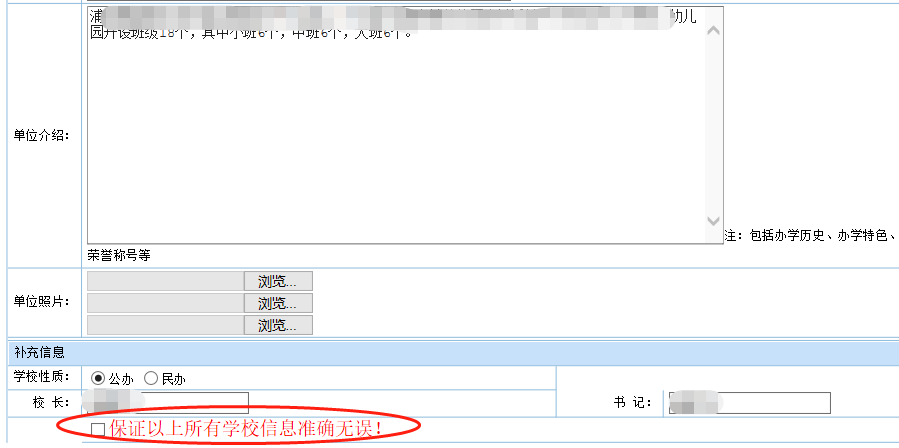 浦
幼儿
园开设班级18个，其中小班6个，中班6个，大班6个。
单位介绍：
注：包括办学历史、办学特色、
荣誉称号等
单位照片：
浏览...
浏览...
浏览...
补充信息
学校性质： 公办 民办
校 长： 书 记：
保证以上所有学校信息准确无误！